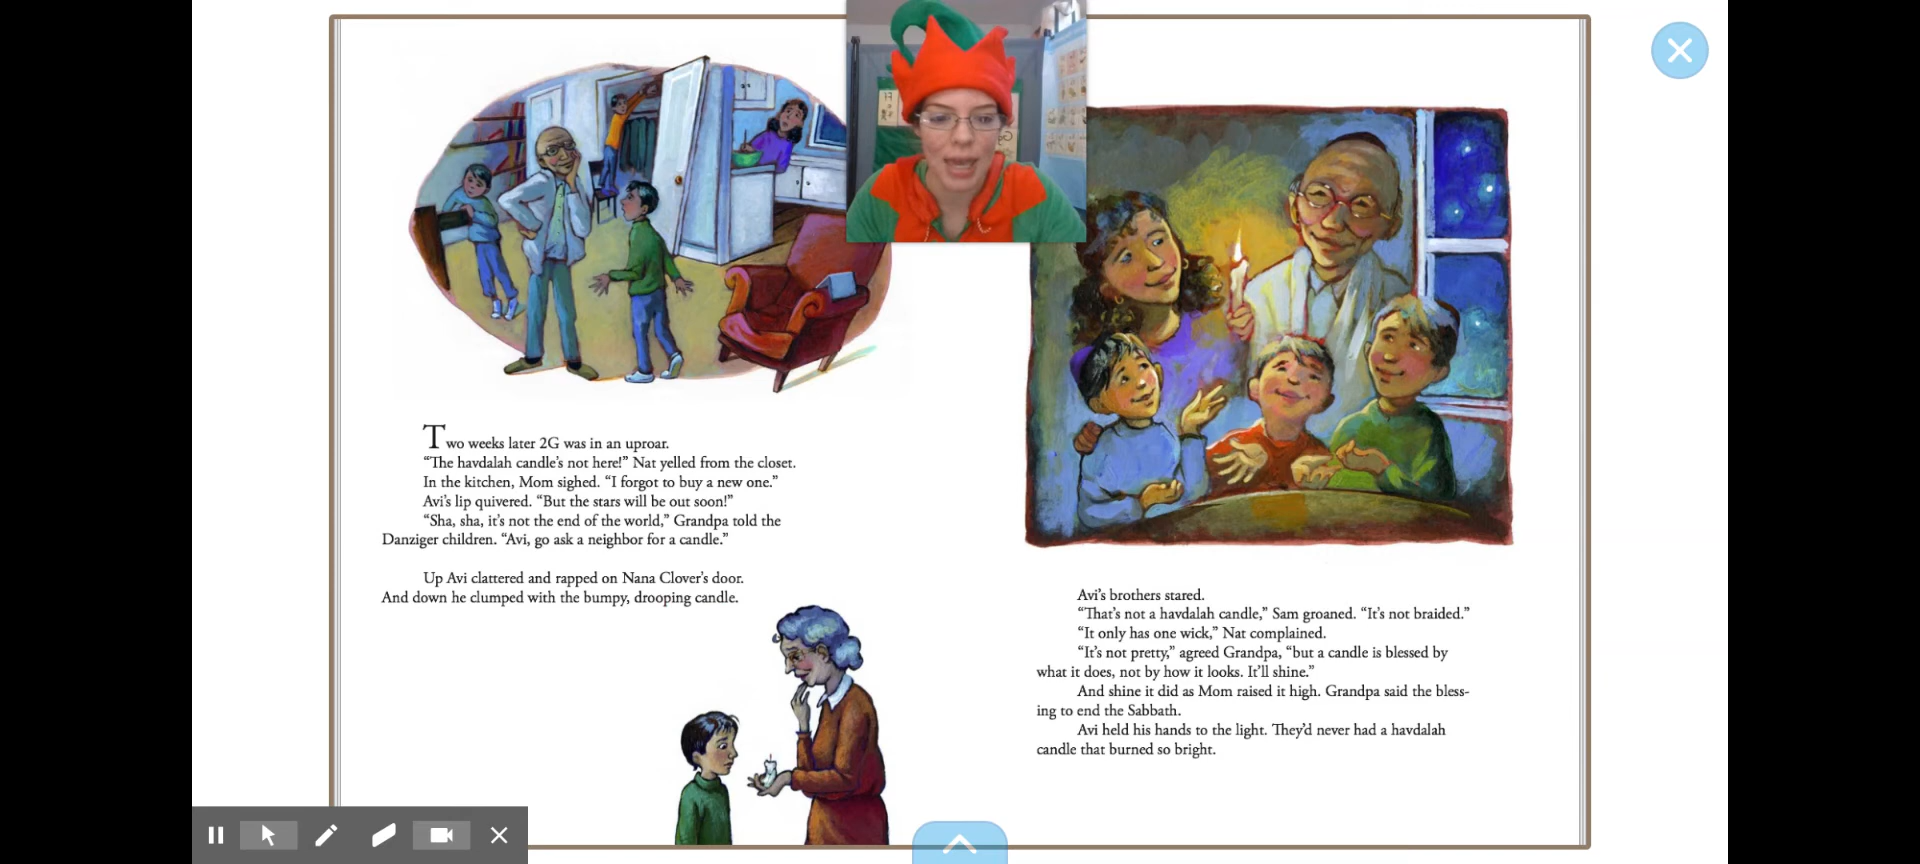 Two weeks later 2G was in an uproar.
“The havdalah candle’s not here!” Nat yelled from the closet.
In the kitchen, Mom sighed. “I forgot to buy a new one.”
Avi’s lip quivered. “But the stars will be out soon!”
“Sha, sha, it’s not the end of the world,” Grandpa told the
Danziger children. “Avi, go ask a neighbor for a candle.”
Up Avi clattered and rapped on Nana Clover’s door.
And down he clumped with the bumpy, drooping candle.
Avi’s brothers stared.
“That’s not a havdalah candle,” Sam groaned. “It’s not braided.”
“It only has one wick,” Nat complained.
“It’s not pretty,” agreed Grandpa, “but a candle is blessed by
what it does, not by how it looks. It’ll shine.”
And shine it did as Mom raised it high. Grandpa said the bless-
ing to end the Sabbath.
Avi held his hands to the light. They’d never had a havdalah
candle that burned so bright.